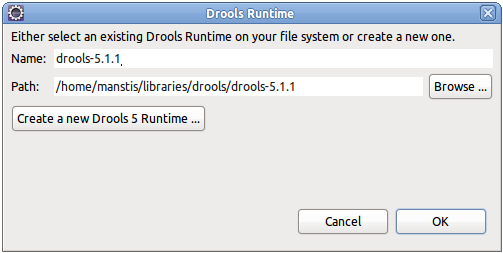 Drools Runtime
Either select an existing Drools Runtime on your file system or create a new one.
Name: drools-5.1.1
Path: /home/manstis/libraries/drools/drools-5.1.1 Browse ...
Create a new Drools 5 Runtime ...
Cancel OK